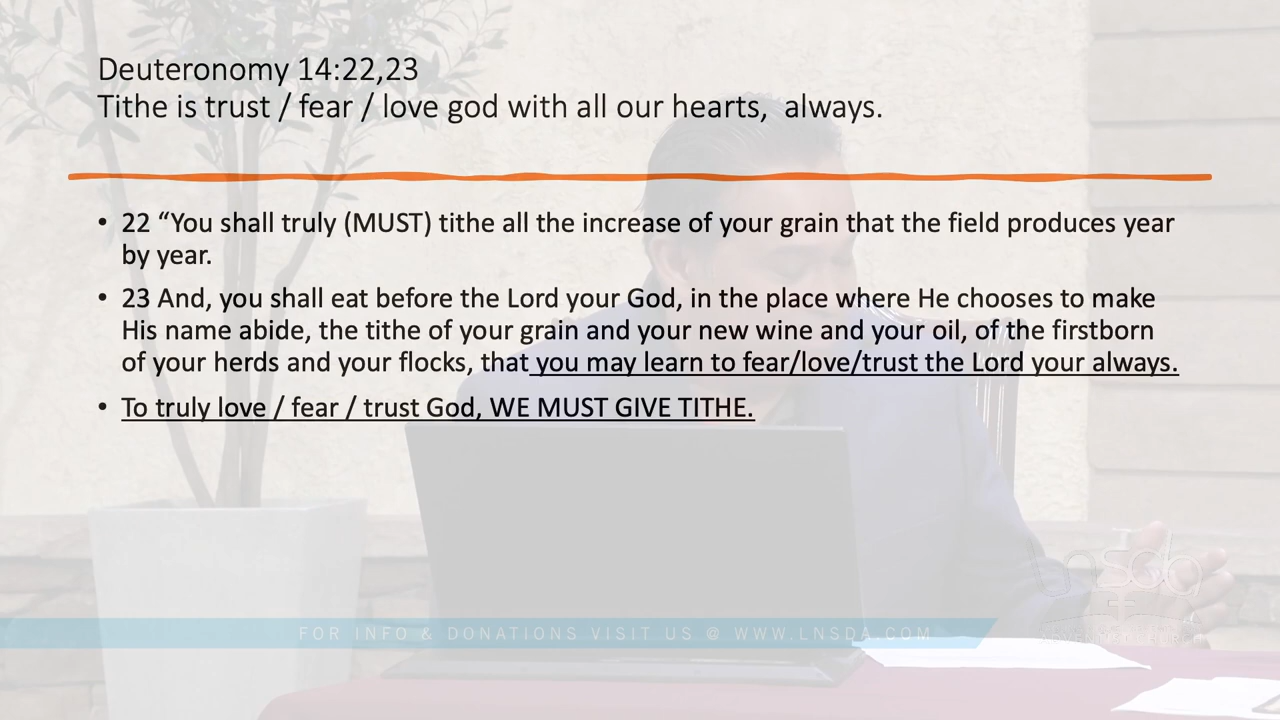 Deuteronomy 14:22,23
Tithe is trust / fear / love god with all our hearts,  always.
• 22 “You shall truly (MUST) tithe all the increase of your grain that the field produces year
by year.
• 23 And, you shall eat before the Lord your God, in the place where He chooses to make
His name abide, the tithe of your grain and your new wine and your oil, of the firstborn
of your herds and your flocks, that you may learn to fear/love/trust the Lord your always.
• To truly love / fear / trust God, WE MUST GIVE TITHE.
FOR INFO & DONATIONS VISIT US @ WWW.LNSDA.COM
lnsda